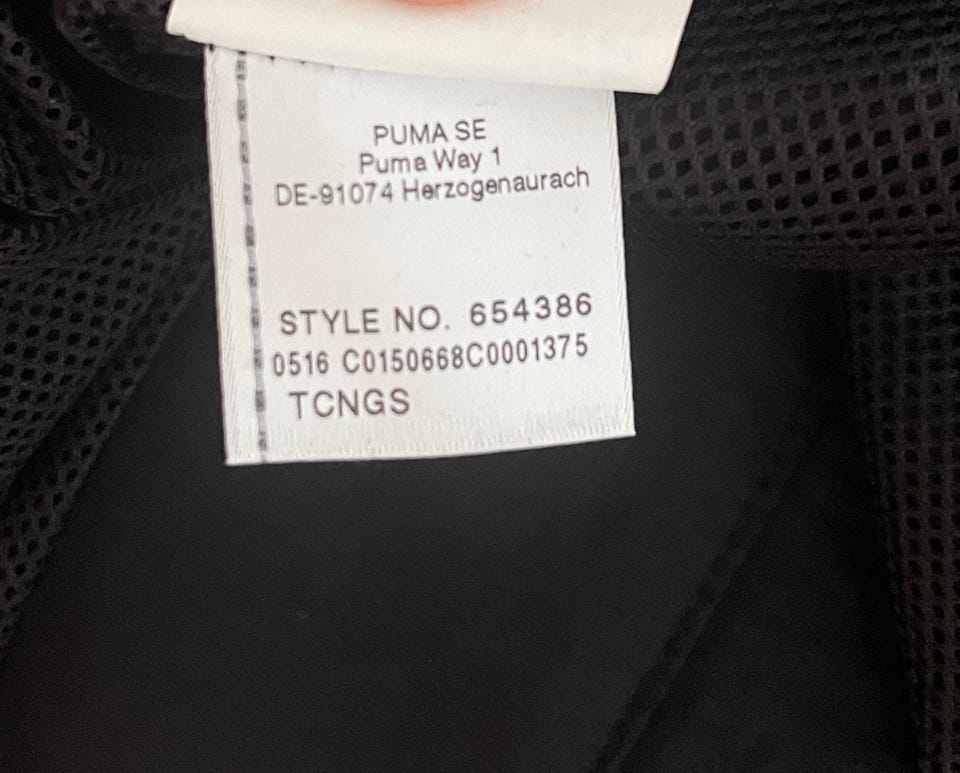 PUMA SE
Puma Way 1
DE-91074 Herzogenaurach
STYLE NO. 654386
0516 C0150668C0001375
TCNGS